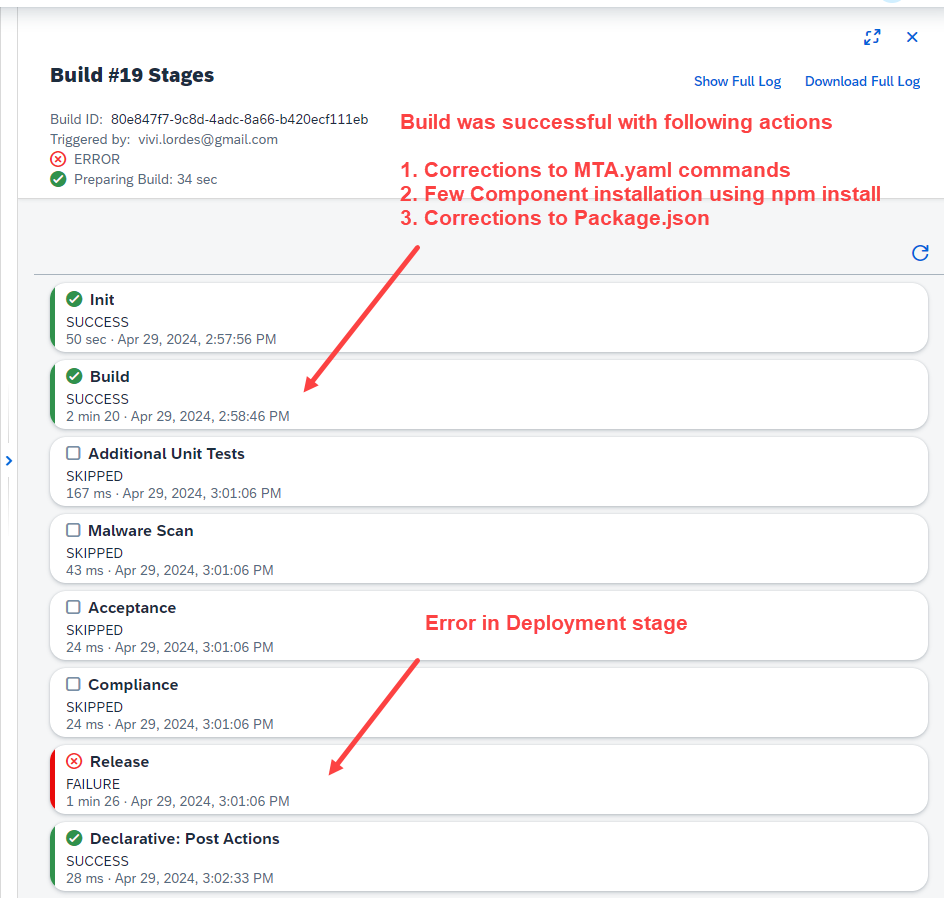 Build #19 Stages
Show Full Log Download Full Log
Build ID: 80e847f7-9c8d-4adc-8a66-b420ecf111eb
Triggered by: vivi.lordes@gmail.com
ERROR
Preparing Build: 34 sec
Build was successful with following actions
1. Corrections to MTA.yaml commands
2. Few Component installation using npm install
3. Corrections to Package.json
Init
SUCCESS
50 sec · Apr 29, 2024, 2:57:56 PM
Build
SUCCESS
2 min 20 · Apr 29, 2024, 2:58:46 PM
Additional Unit Tests
SKIPPED
167 ms · Apr 29, 2024, 3:01:06 PM
Malware Scan
SKIPPED
43 ms · Apr 29, 2024, 3:01:06 PM
Acceptance
SKIPPED
24 ms · Apr 29, 2024, 3:01:06 PM
Error in Deployment stage
Compliance
SKIPPED
24 ms · Apr 29, 2024, 3:01:06 PM
Release
FAILURE
1 min 26 · Apr 29, 2024, 3:01:06 PM
Declarative: Post Actions
SUCCESS
28 ms · Apr 29, 2024, 3:02:33 PM